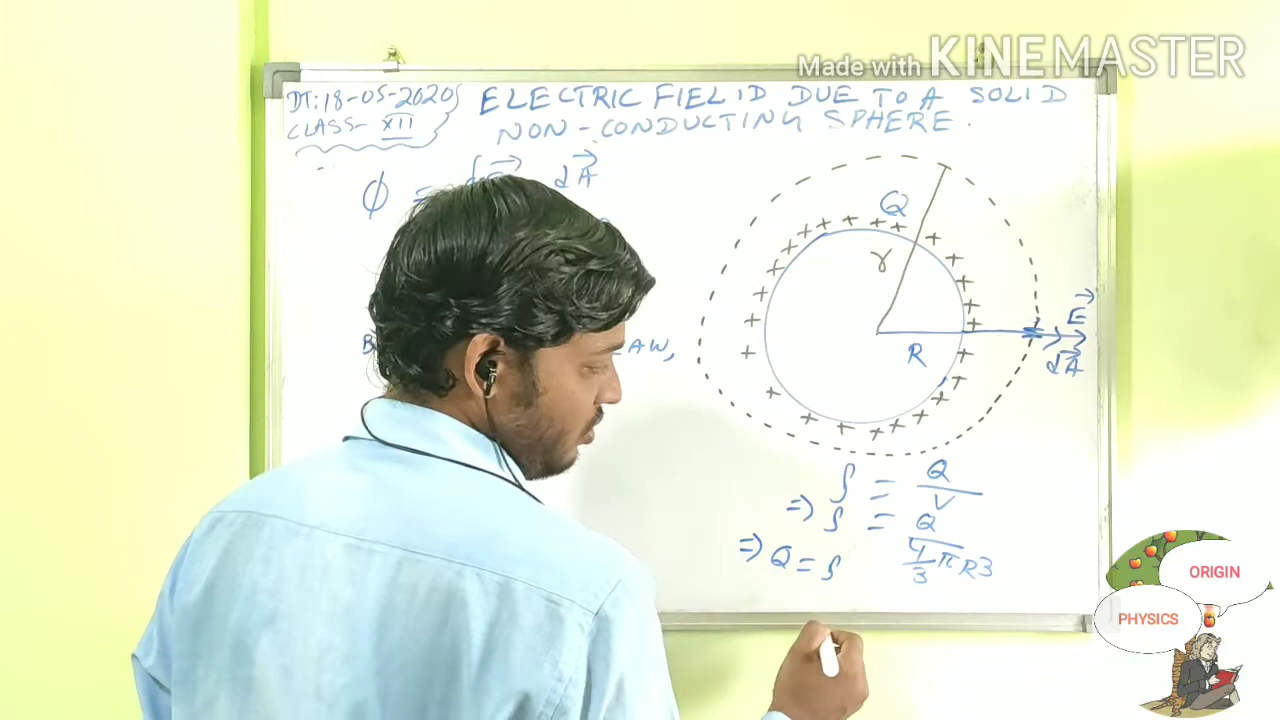 Made with KINEMASTER
DT: 18-05-2020
CLASS- XII
ELECTRIC FIELD DUE TO A SOLID
NON-CONDUCTING SPHERE.
ϕ =
dA⃗
Q
r
R
E⃗
dA⃗
LAW,
ρ = Q/V
⇒ ρ = Q / 4/3 πR3
⇒ Q = ρ
ORIGIN
PHYSICS